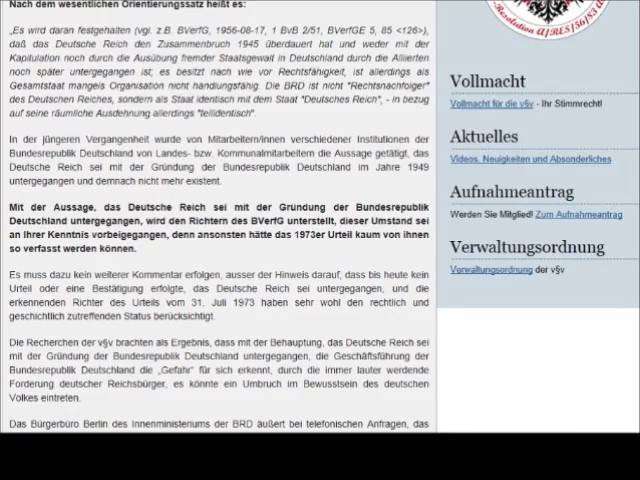 Nach dem wesentlichen Orientierungssatz heißt es:
„Es wird daran festgehalten (vgl. z.B. BVerfG, 1956-08-17, 1 BvB 2/51, BVerfGE 5, 85 <126>),
daß das Deutsche Reich den Zusammenbruch 1945 überdauert hat und weder mit der
Kapitulation noch durch die Ausübung fremder Staatsgewalt in Deutschland durch die Alliierten
noch später untergegangen ist; es besitzt nach wie vor Rechtsfähigkeit, ist allerdings als
Gesamtstaat mangels Organisation nicht handlungsfähig. Die BRD ist nicht "Rechtsnachfolger"
des Deutschen Reiches, sondern als Staat identisch mit dem Staat "Deutsches Reich", - in bezug
auf seine räumliche Ausdehnung allerdings "teilidentisch".
In der jüngeren Vergangenheit wurde von Mitarbeitern/innen verschiedener Institutionen der
Bundesrepublik Deutschland von Landes- bzw. Kommunalmitarbeitern die Aussage getätigt, das
Deutsche Reich sei mit der Gründung der Bundesrepublik Deutschland im Jahre 1949
untergegangen und demnach nicht mehr existent.
Mit der Aussage, das Deutsche Reich sei mit der Gründung der Bundesrepublik
Deutschland untergegangen, wird den Richtern des BVerfG unterstellt, dieser Umstand sei
an Ihrer Kenntnis vorbeigegangen, denn ansonsten hätte das 1973er Urteil kaum von ihnen
so verfasst werden können.
Es muss dazu kein weiterer Kommentar erfolgen, ausser der Hinweis darauf, dass bis heute kein
Urteil oder eine Bestätigung erfolgte, das Deutsche Reich sei untergegangen, und die
erkennenden Richter des Urteils vom 31. Juli 1973 haben sehr wohl den rechtlich und
geschichtlich zutreffenden Status berücksichtigt.
Die Recherchen der v§v brachten als Ergebnis, dass mit der Behauptung, das Deutsche Reich sei
mit der Gründung der Bundesrepublik Deutschland untergegangen, die Geschäftsführung der
Bundesrepublik Deutschland die „Gefahr“ für sich erkennt, durch die immer lauter werdende
Forderung deutscher Reichsbürger, es könnte ein Umbruch im Bewusstsein des deutschen
Volkes eintreten.
Das Bürgerbüro Berlin des Innenministeriums der BRD äußert bei telefonischen Anfragen, das
Resolution A/RES/56/83
Vollmacht
Vollmacht für die v§v - Ihr Stimmrecht!
Aktuelles
Videos, Neuigkeiten und Absonderliches
Aufnahmeantrag
Werden Sie Mitglied! Zum Aufnahmeantrag
Verwaltungsordnung
Verwaltungsordnung der v§v